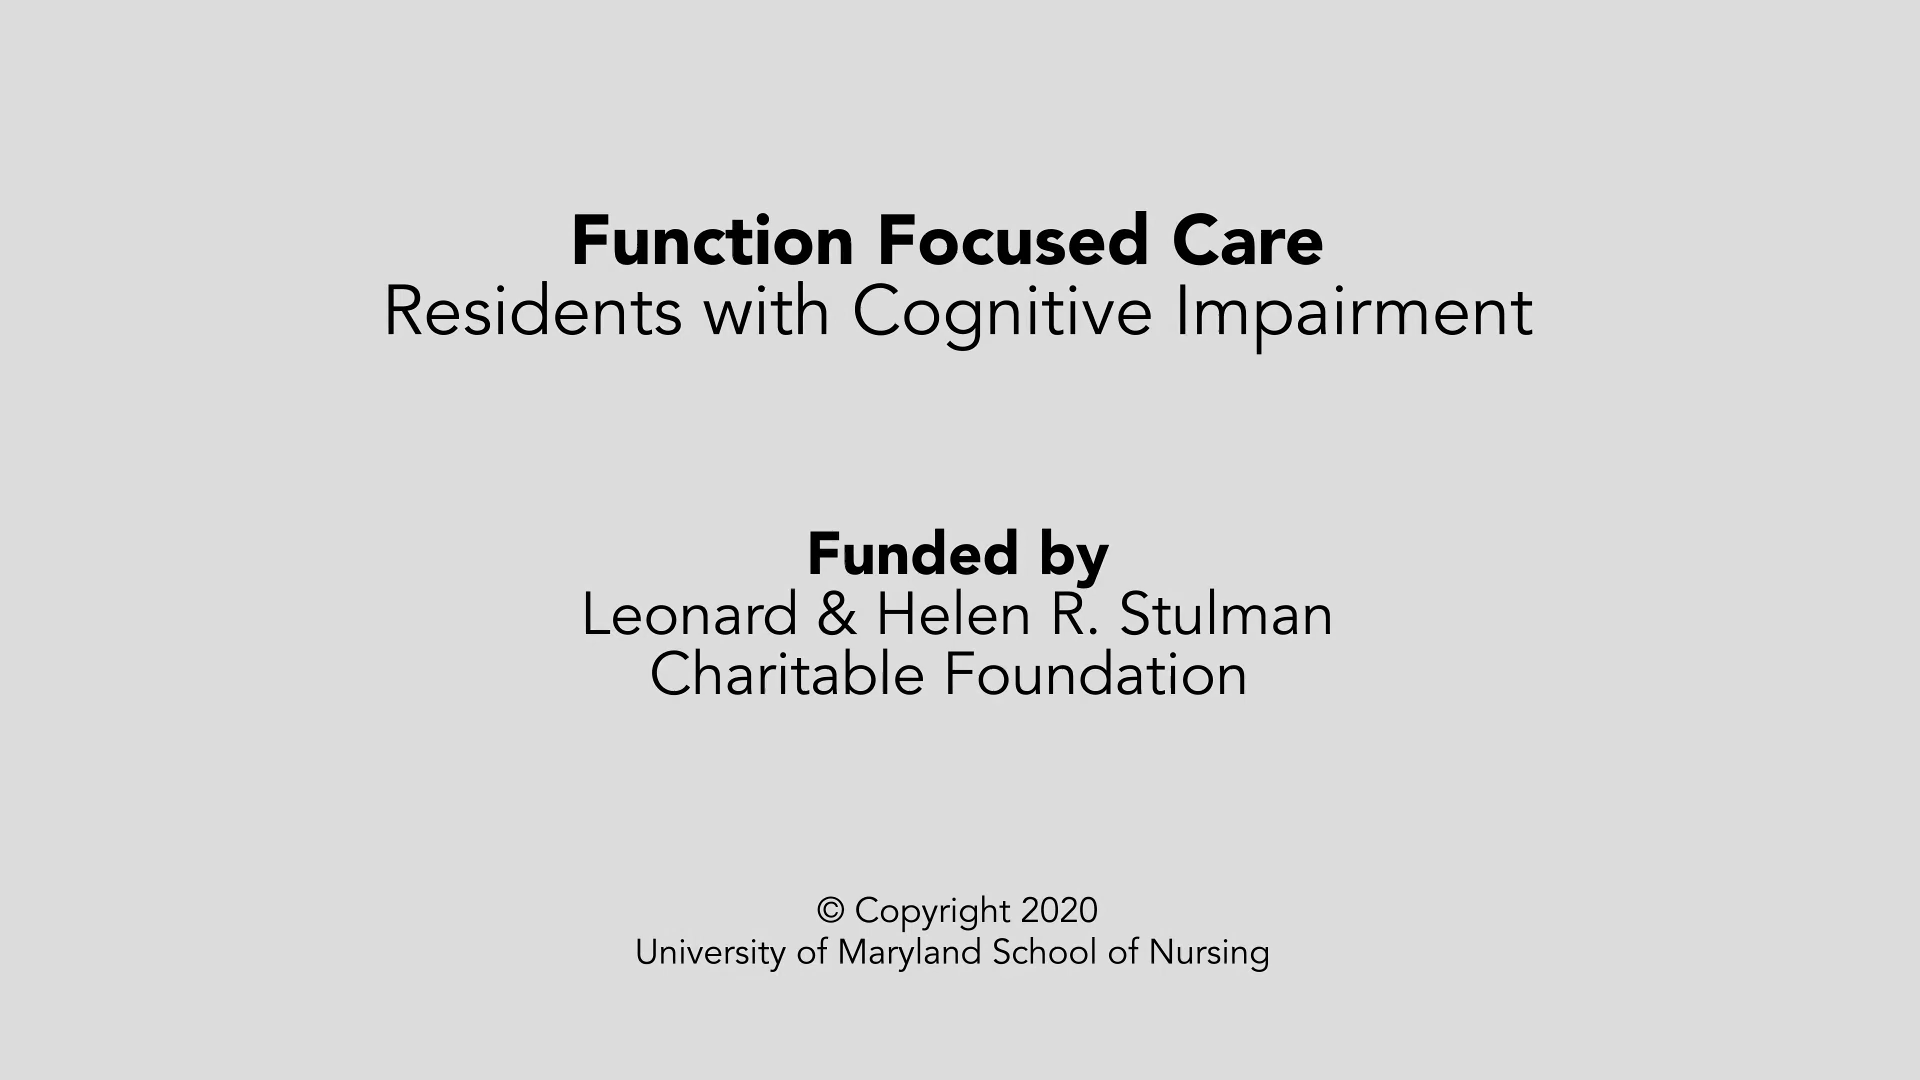 Function Focused Care
Residents with Cognitive Impairment
Funded by
Leonard & Helen R. Stulman
Charitable Foundation
© Copyright 2020
University of Maryland School of Nursing